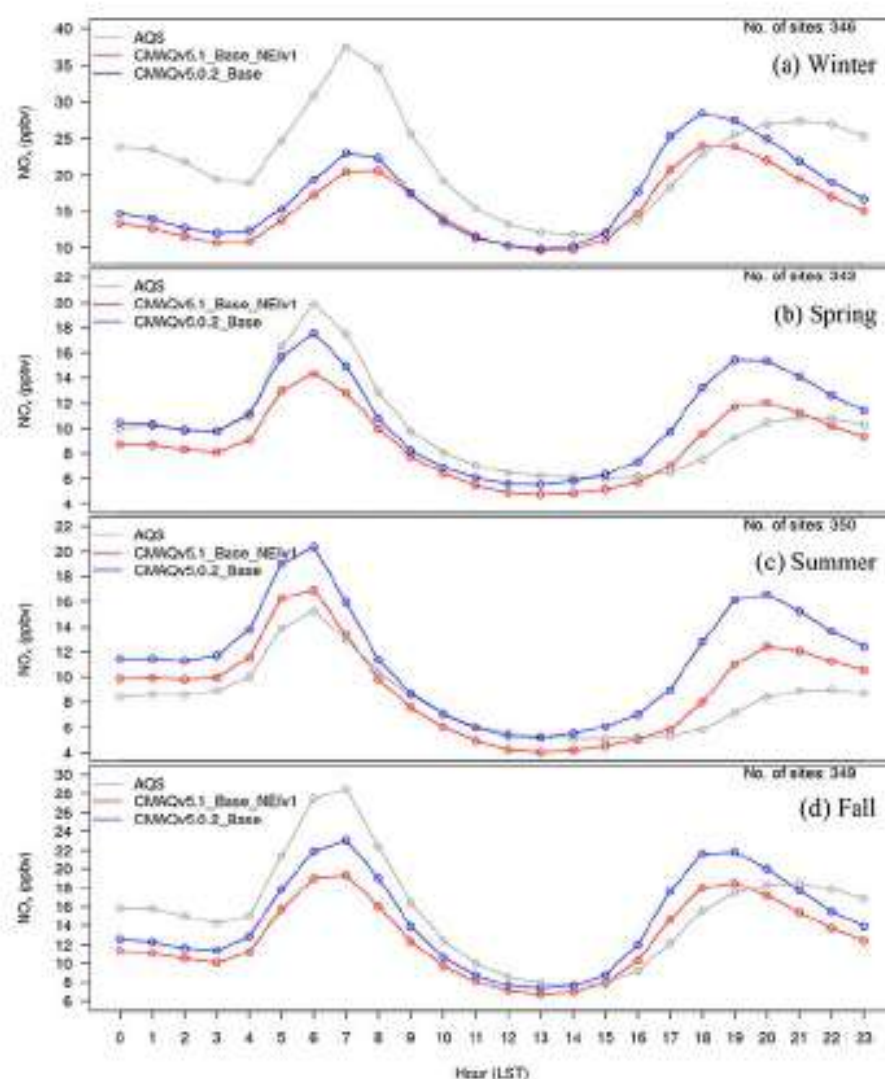 No. of sites: 346
AQS
CMAQv5.1_Base_NEIv1
CMAQv5.0.2_Base
(a) Winter
NOx (ppbv)
40
35
30
25
20
15
10
No. of sites: 343
AQS
CMAQv5.1_Base_NEIv1
CMAQv5.0.2_Base
(b) Spring
NOx (ppbv)
22
20
18
16
14
12
10
8
6
4
No. of sites: 350
AQS
CMAQv5.1_Base_NEIv1
CMAQv5.0.2_Base
(c) Summer
NOx (ppbv)
22
20
18
16
14
12
10
8
6
4
No. of sites: 349
AQS
CMAQv5.1_Base_NEIv1
CMAQv5.0.2_Base
(d) Fall
NOx (ppbv)
30
28
26
24
22
20
18
16
14
12
10
8
6
0 1 2 3 4 5 6 7 8 9 10 11 12 13 14 15 16 17 18 19 20 21 22 23
Hour (LST)